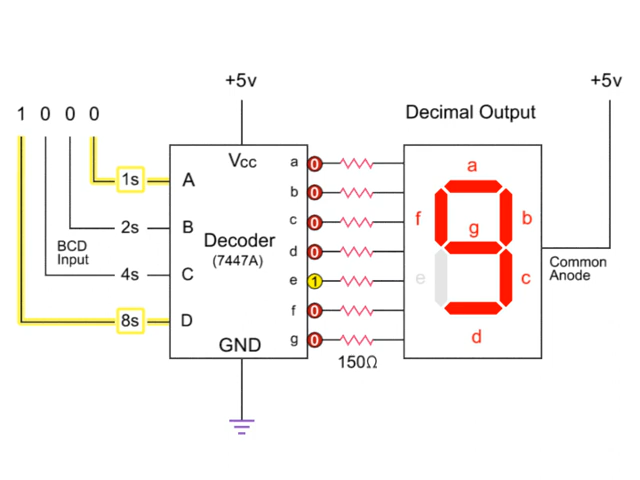 +5v
+5v
Decimal Output
1 0 0 0
Vcc
1s
A
2s
B
BCD
Input
4s
C
8s
D
Decoder
(7447A)
GND
a 0
b 0
c 0
d 0
e 1
f 0
g 0
150Ω
a
f
b
g
e
c
d
Common
Anode